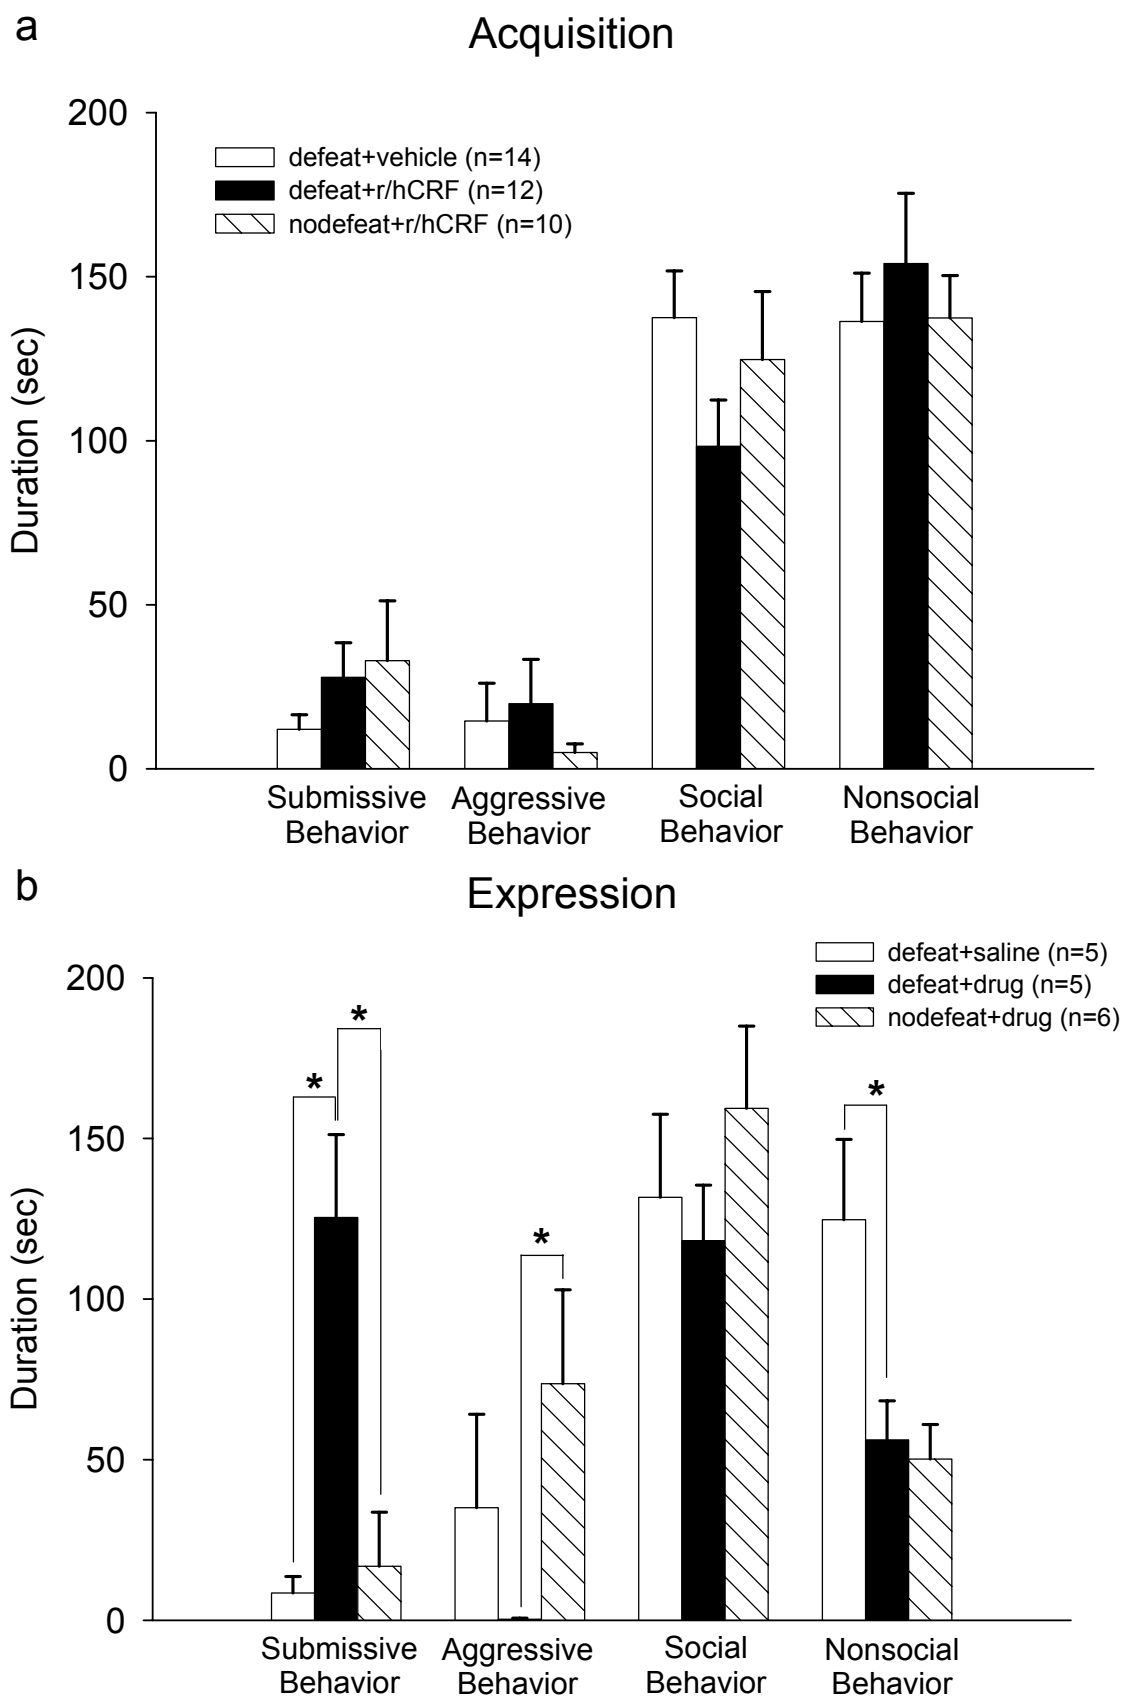 a
Acquisition
200
150
100
50
0
Duration (sec)
defeat+vehicle (n=14)
defeat+r/hCRF (n=12)
nodefeat+r/hCRF (n=10)
Submissive
Behavior
Aggressive
Behavior
Social
Behavior
Nonsocial
Behavior
b
Expression
200
150
100
50
0
Duration (sec)
defeat+saline (n=5)
defeat+drug (n=5)
nodefeat+drug (n=6)
*
*
*
*
Submissive
Behavior
Aggressive
Behavior
Social
Behavior
Nonsocial
Behavior